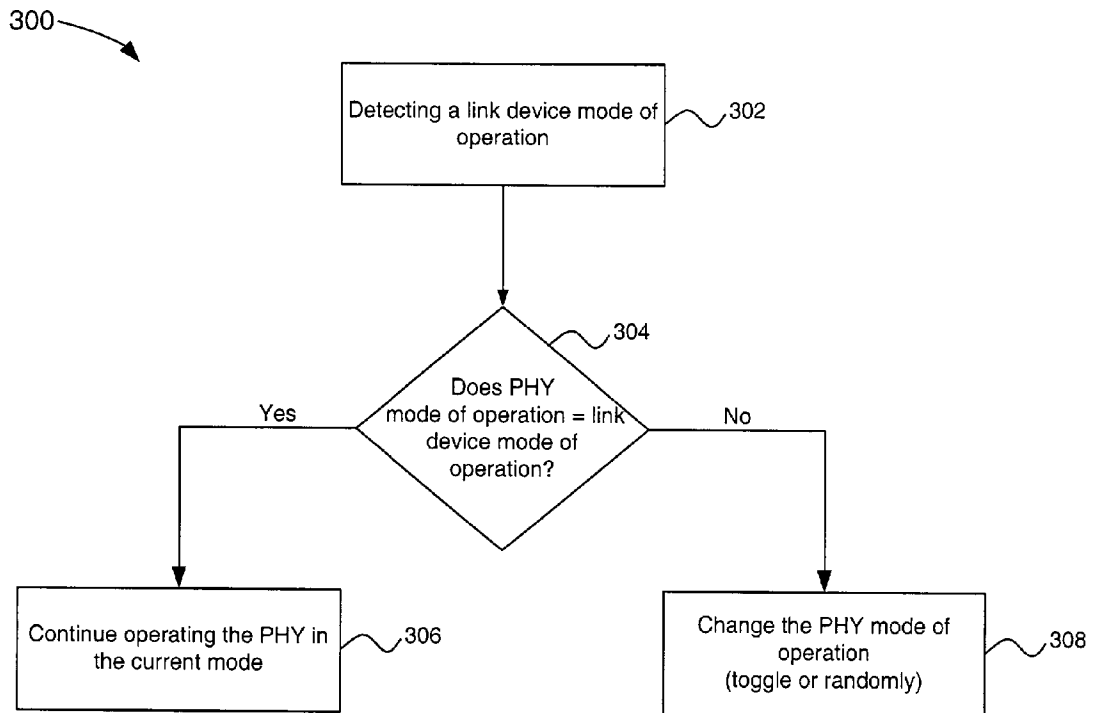 300
Detecting a link device mode of
operation
302
304
Does PHY
mode of operation = link
device mode of
operation?
Yes
No
Continue operating the PHY in
the current mode
306
Change the PHY mode of
operation
(toggle or randomly)
308